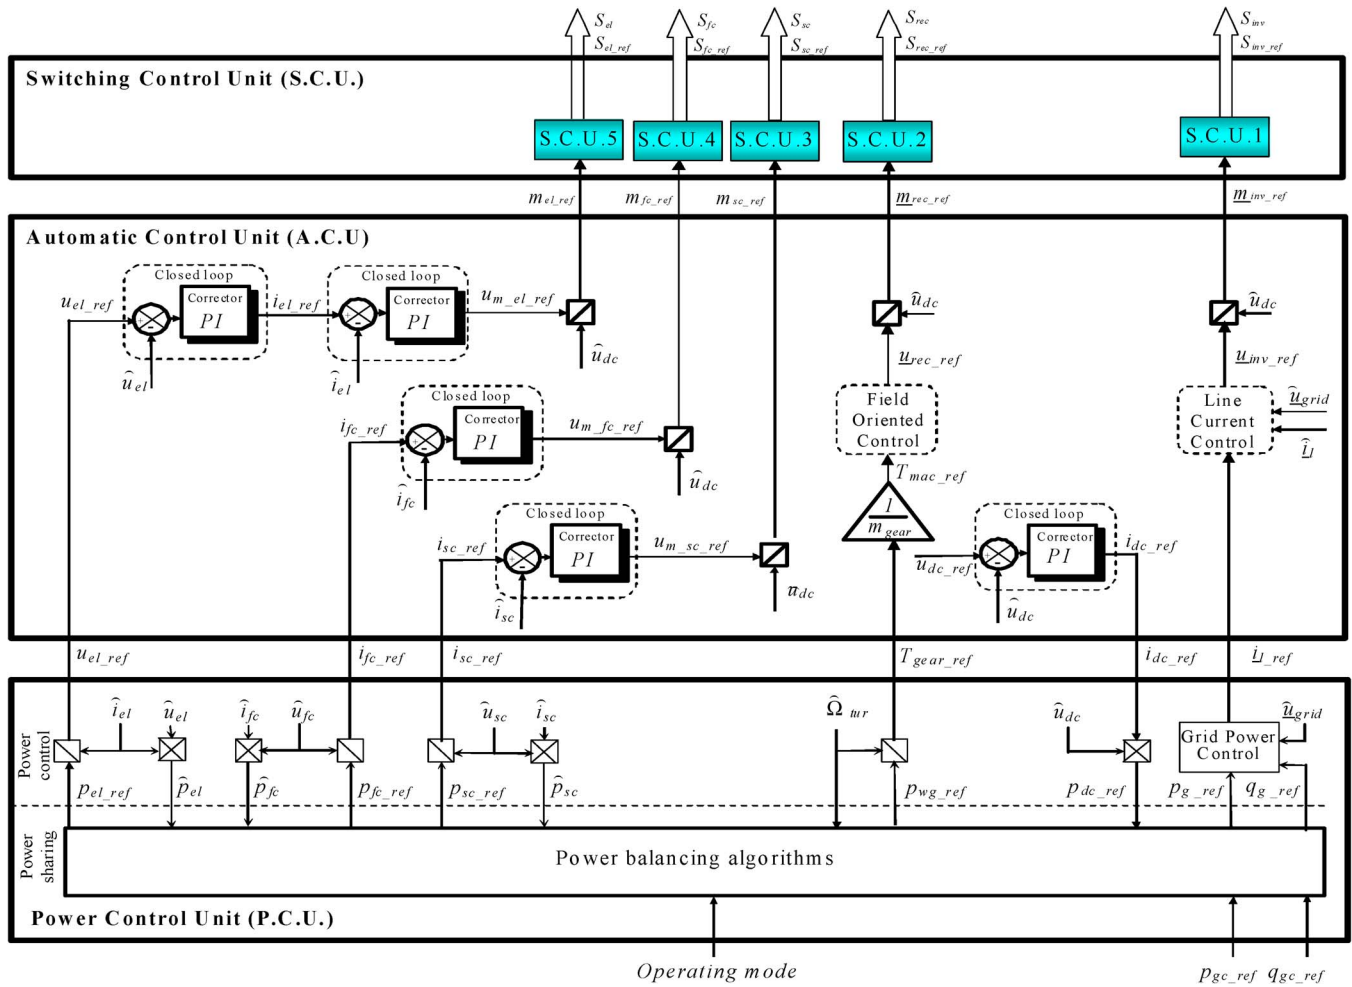 S_el S_fc S_sc S_rec S_inv
S_el_ref S_fc_ref S_sc_ref S_rec_ref S_inv_ref
Switching Control Unit (S.C.U.)
S.C.U.5 S.C.U.4 S.C.U.3 S.C.U.2 S.C.U.1
m_el_ref m_fc_ref m_sc_ref m_rec_ref m_inv_ref
Automatic Control Unit (A.C.U)
Closed loop Closed loop
u_el_ref Corrector PI i_el_ref Corrector PI u_m_el_ref û_dc û_dc
+ - + -
û_el î_el û_dc u_rec_ref u_inv_ref
Closed loop
i_fc_ref Corrector PI u_m_fc_ref
+ -
Field Oriented Control
Line Current Control
û_grid
î_l
î_fc û_dc T_mac_ref
1
m_gear
Closed loop Closed loop
i_sc_ref Corrector PI u_m_sc_ref u_dc_ref Corrector PI i_dc_ref
+ - + -
î_sc u_dc û_dc
u_el_ref i_fc_ref i_sc_ref T_gear_ref i_dc_ref i_l_ref
Power control
î_el û_el î_fc û_fc û_sc î_sc Ω̂_tur û_dc û_grid
Grid Power Control
p_el_ref p̂_el p̂_fc p_fc_ref p_sc_ref p̂_sc p_wg_ref p_dc_ref p_g_ref q_g_ref
Power sharing
Power balancing algorithms
Power Control Unit (P.C.U.)
Operating mode p_gc_ref q_gc_ref